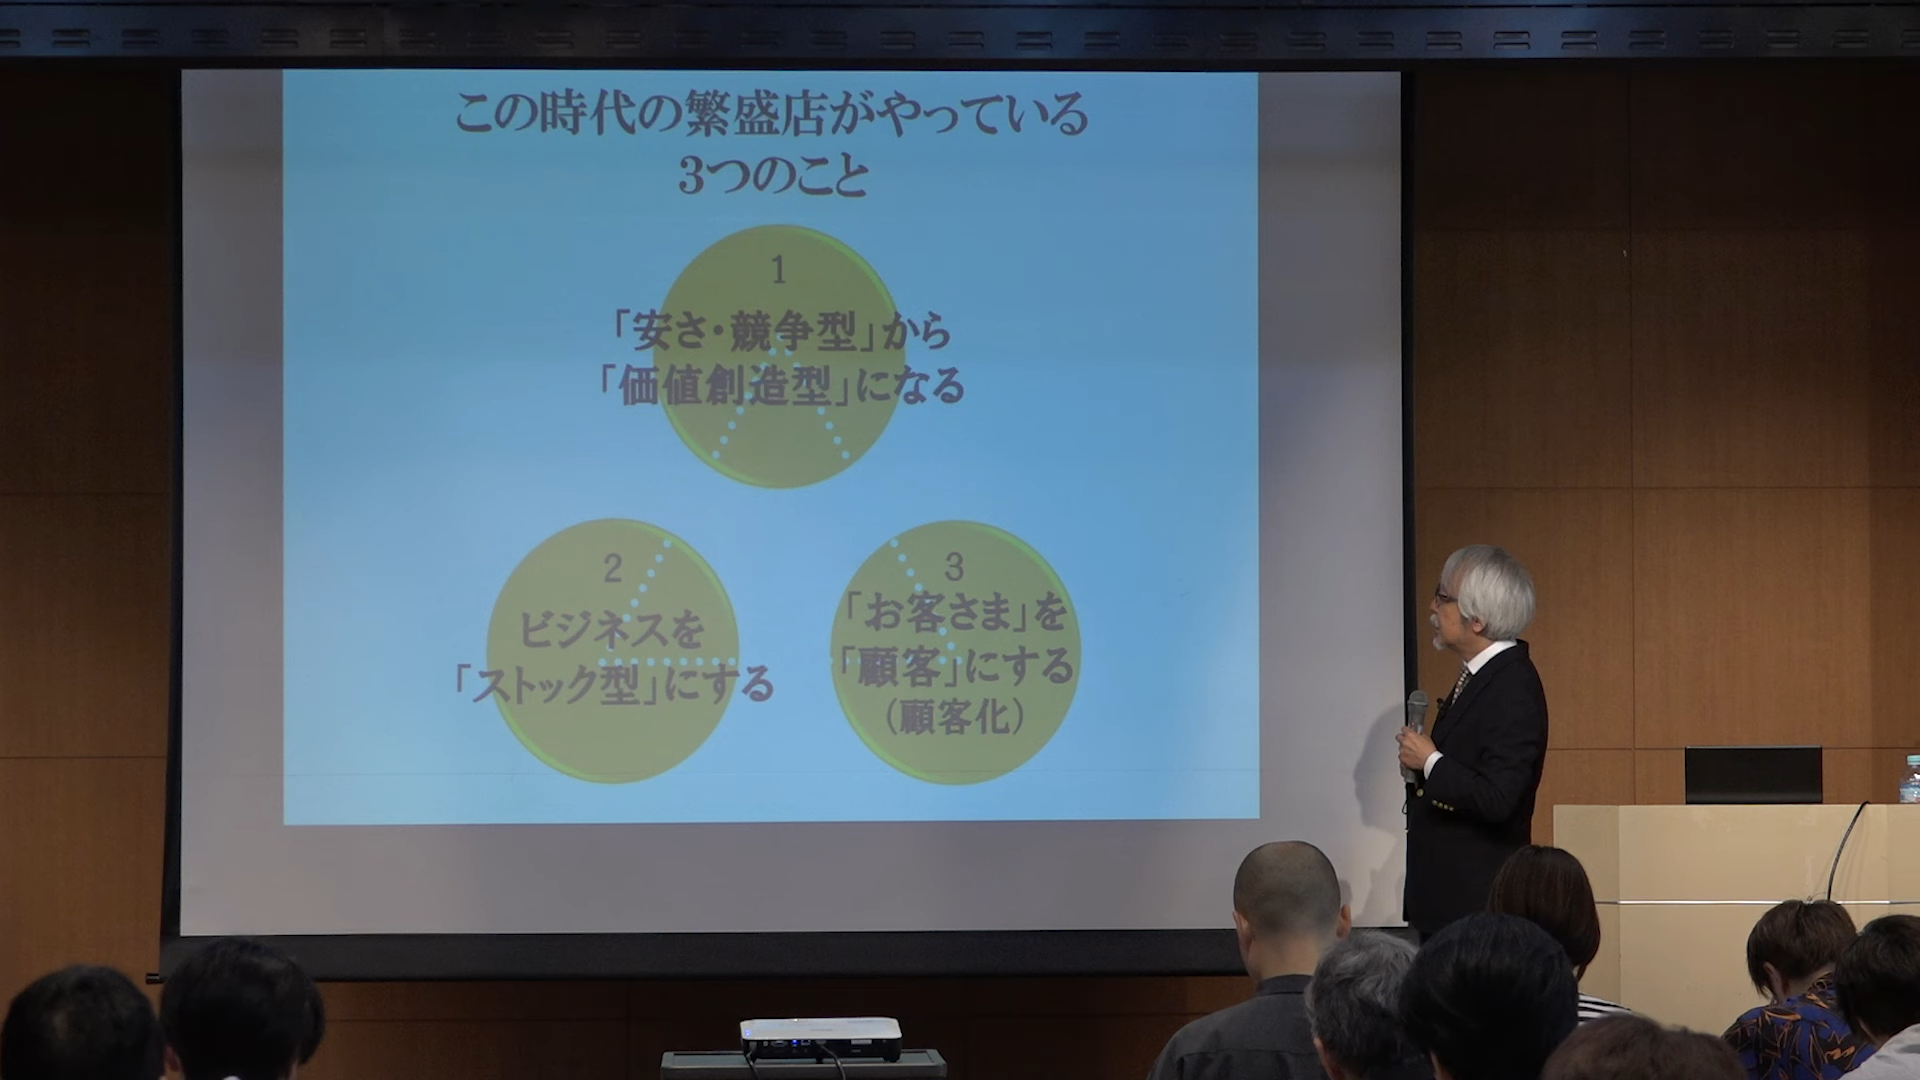 この時代の繁盛店がやっている
3つのこと
1
「安さ・競争型」から
「価値創造型」になる
2
ビジネスを
「ストック型」にする
3
「お客さま」を
「顧客」にする
（顧客化）